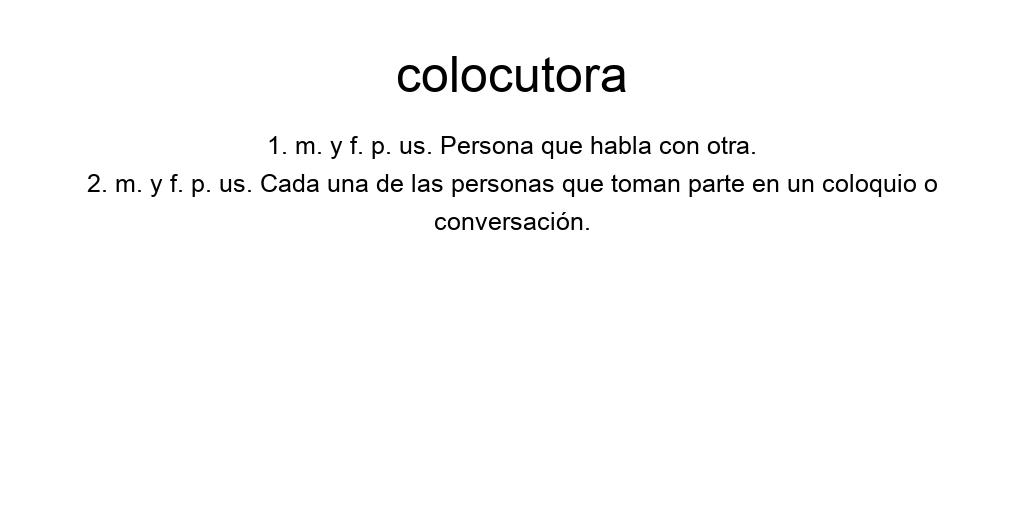 colocutora
1. m. y f. p. us. Persona que habla con otra.
2. m. y f. p. us. Cada una de las personas que toman parte en un coloquio o
conversación.